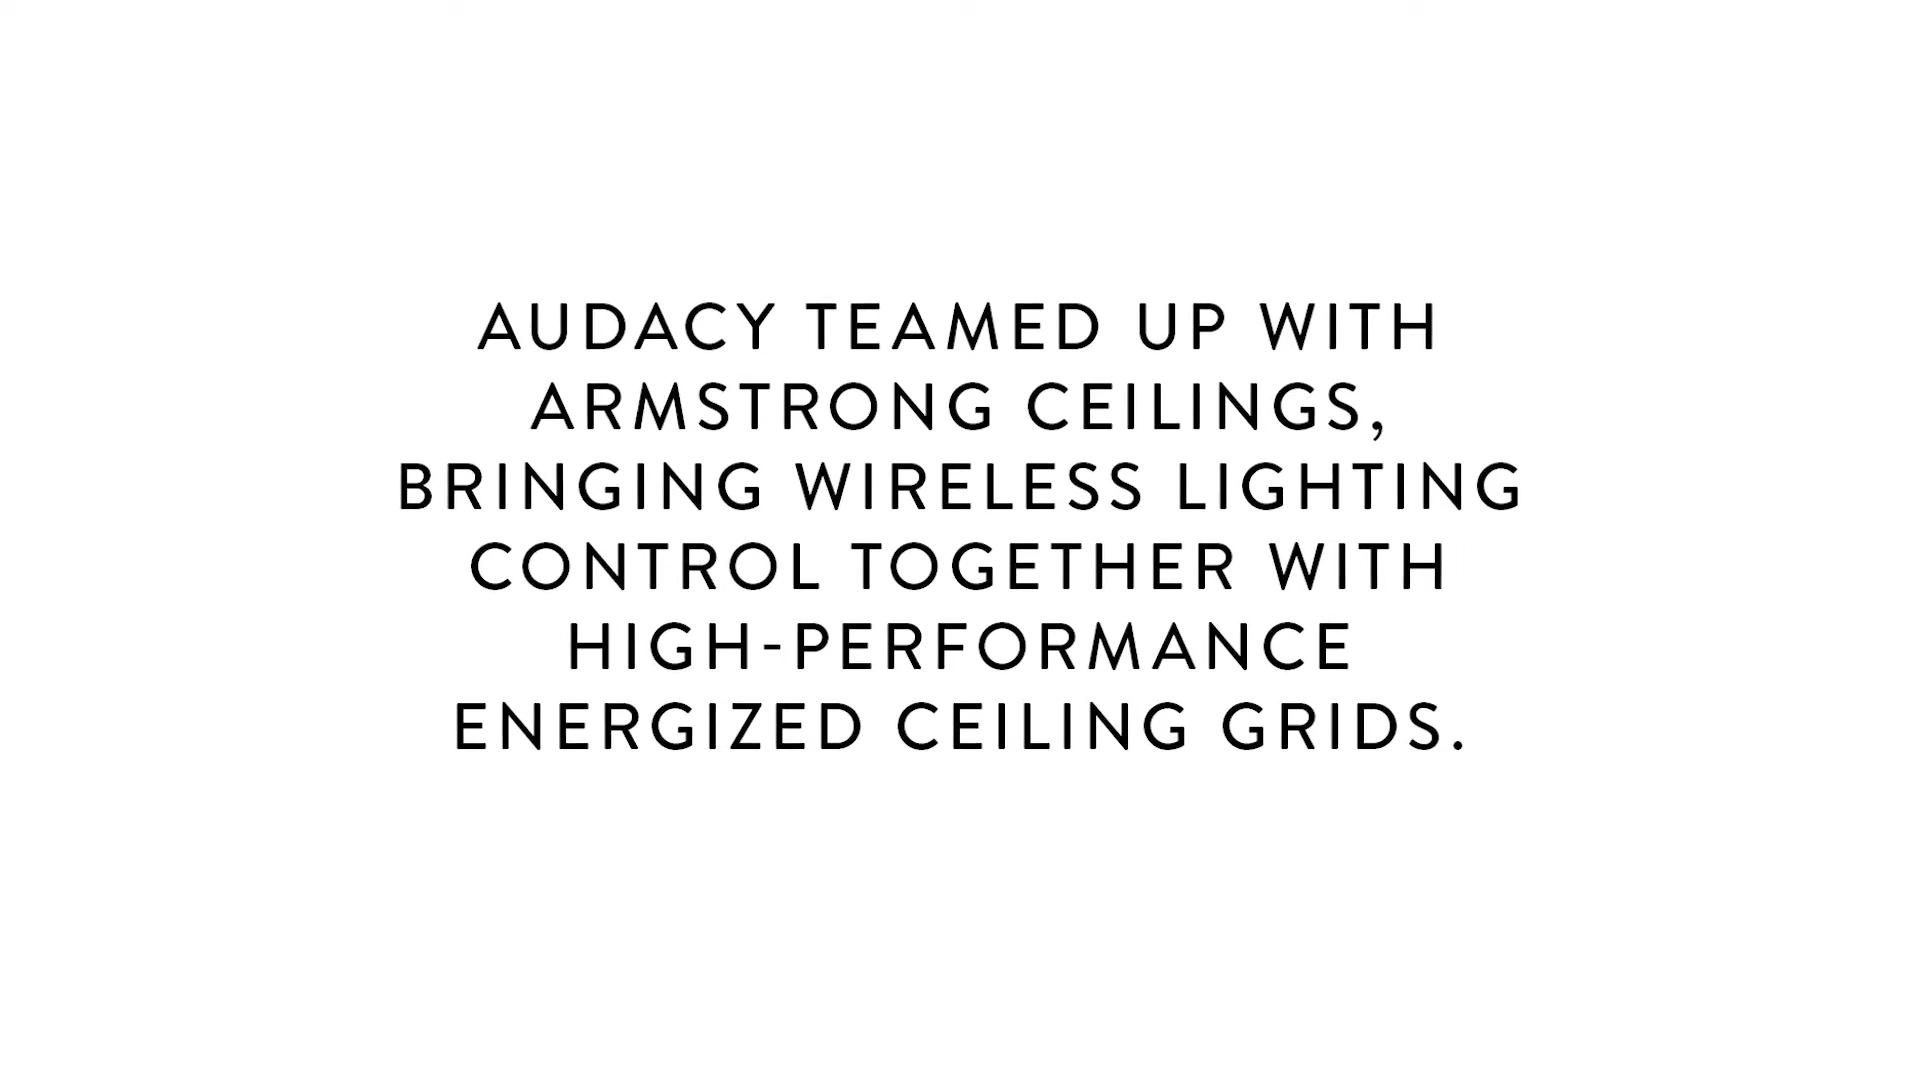 AUDACY TEAMED UP WITH
ARMSTRONG CEILINGS,
BRINGING WIRELESS LIGHTING
CONTROL TOGETHER WITH
HIGH-PERFORMANCE
ENERGIZED CEILING GRIDS.